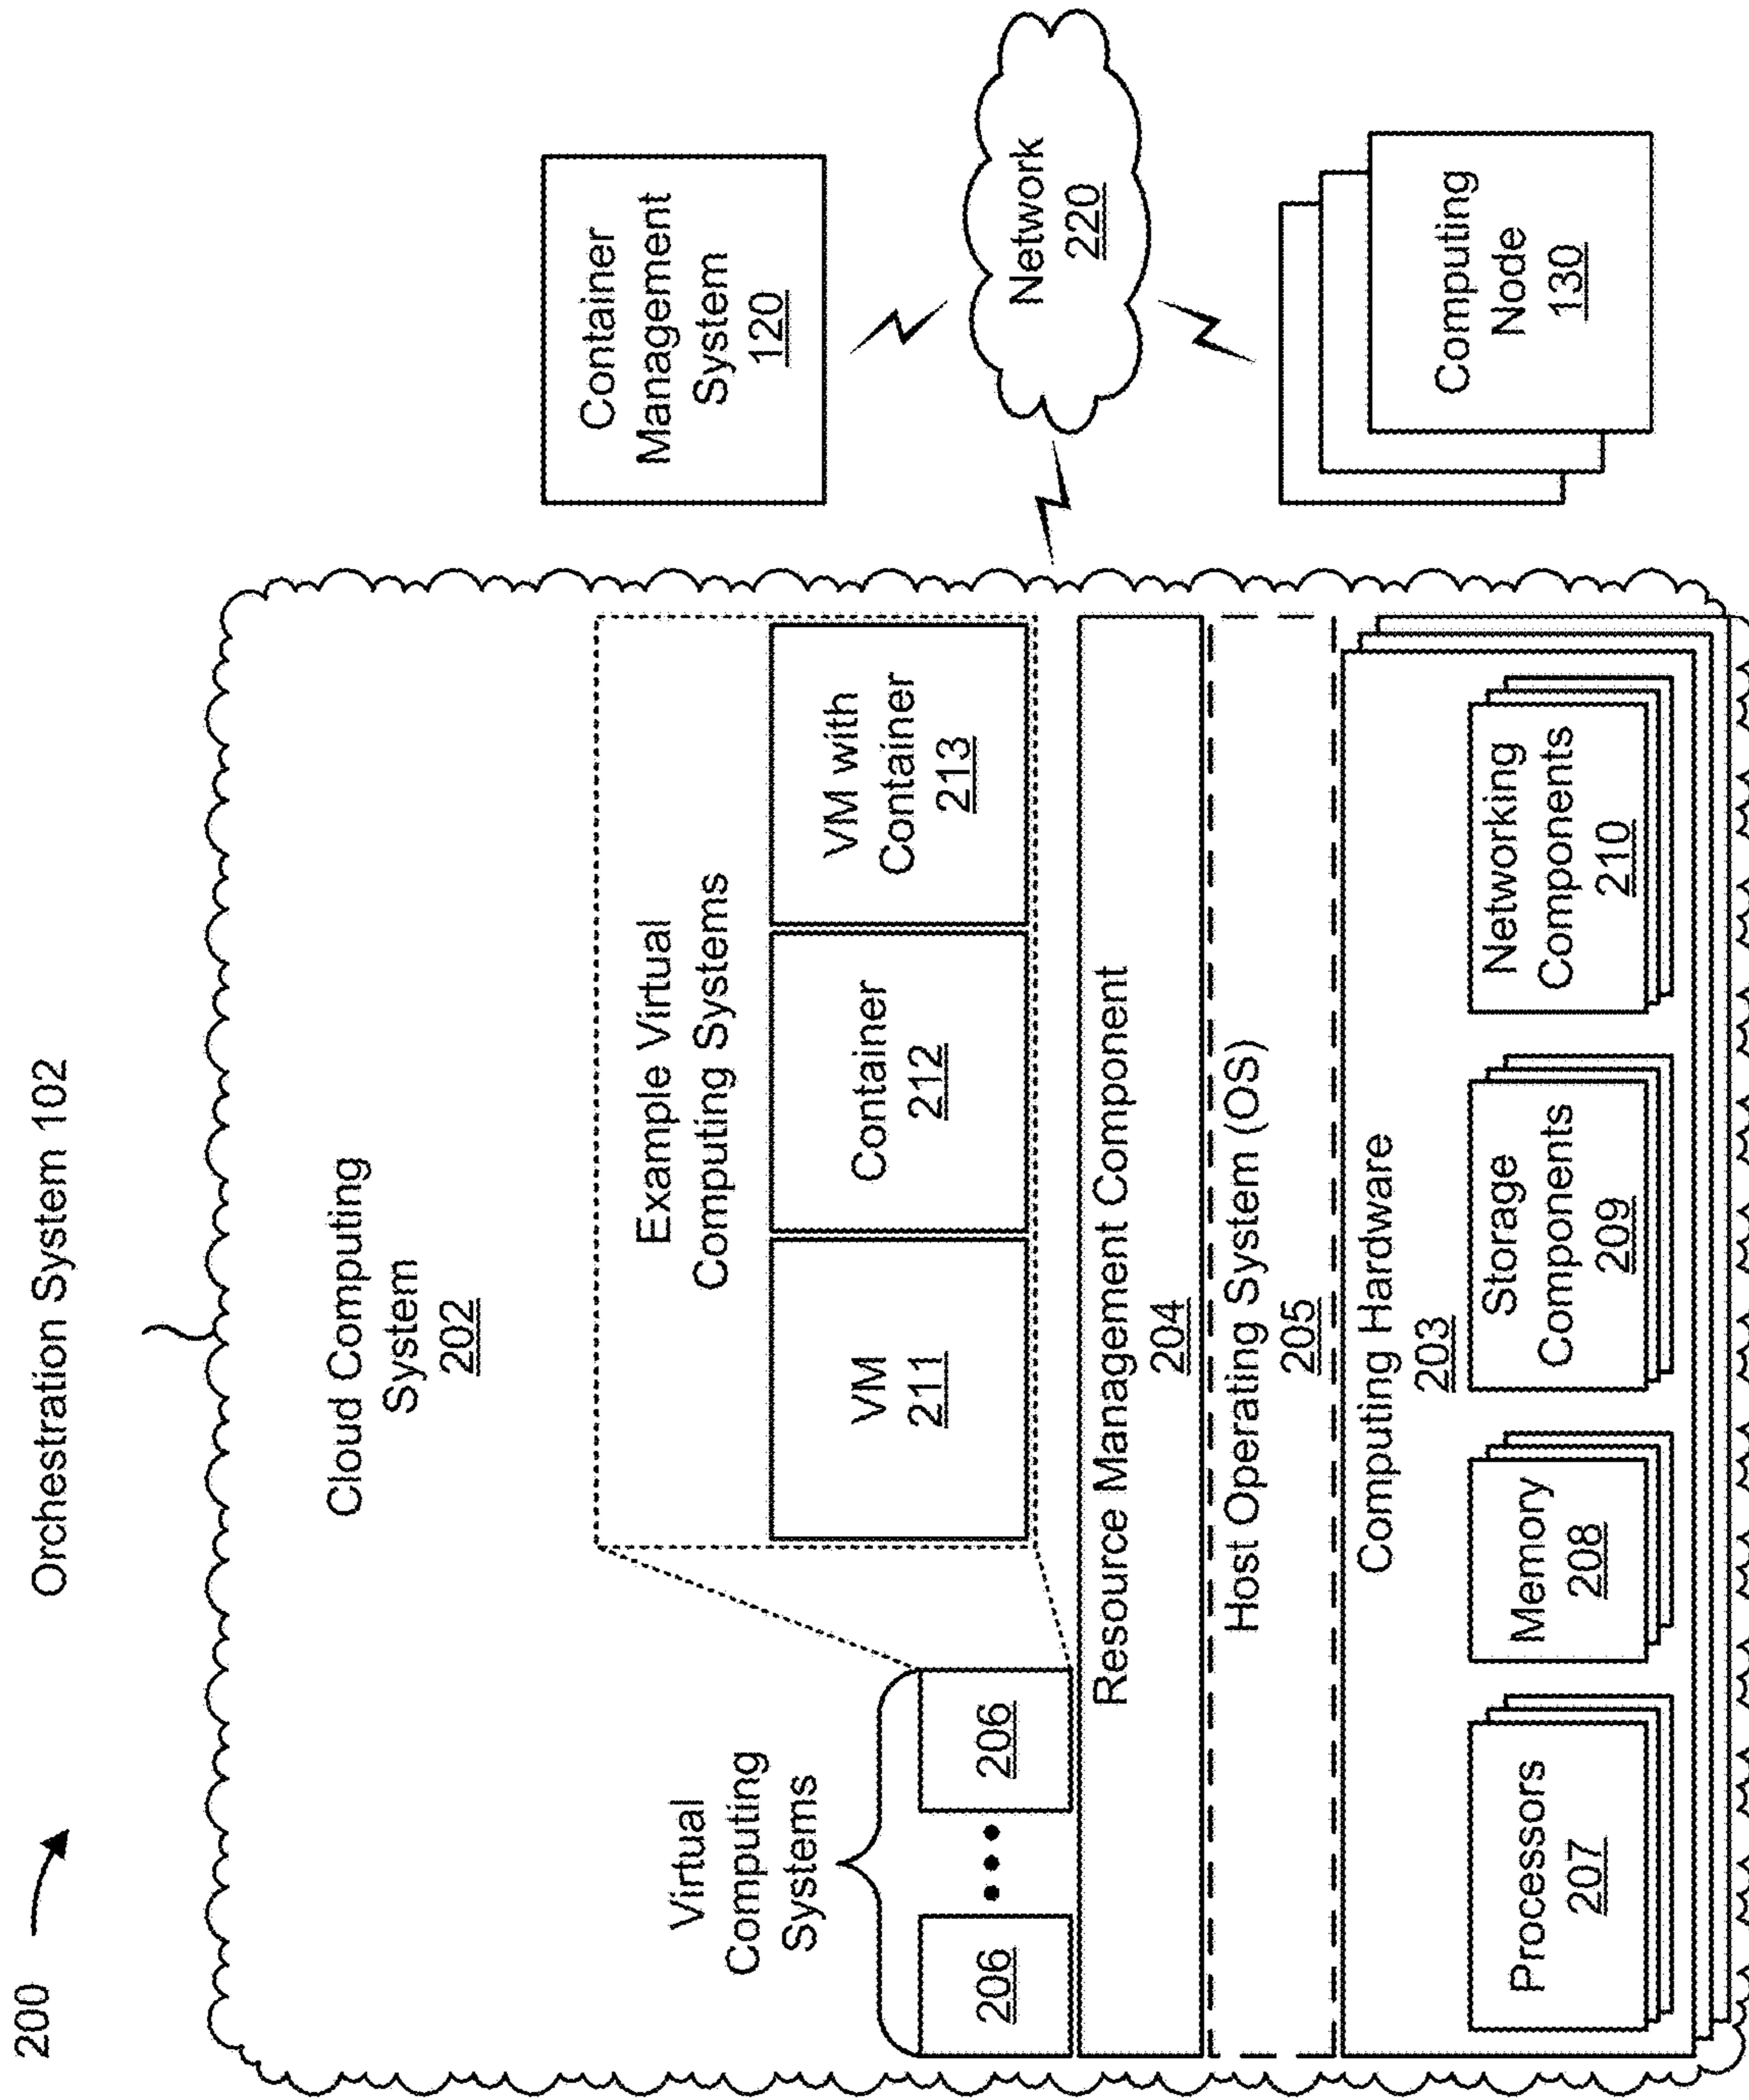 200
Orchestration System 102
Cloud Computing
System
202
Virtual
Computing
Systems
206
206
Example Virtual
Computing Systems
VM
211
Container
212
VM with
Container
213
Resource Management Component
204
Host Operating System (OS)
205
Computing Hardware
203
Processors
207
Memory
208
Storage
Components
209
Networking
Components
210
Container
Management
System
120
Network
220
Computing
Node
130